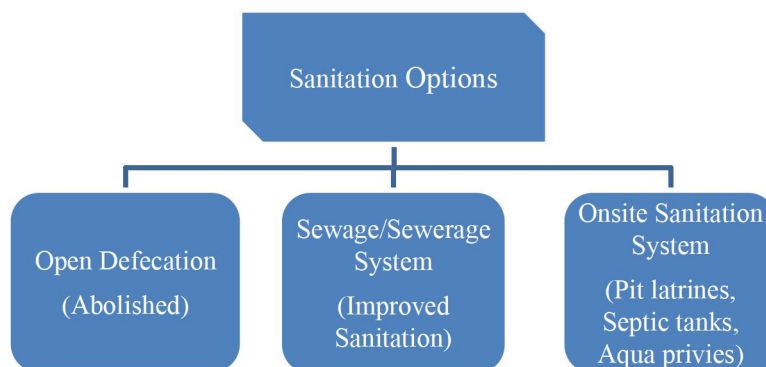 Sanitation Options
Open Defecation
(Abolished)
Sewage/Sewerage
System
(Improved
Sanitation)
Onsite Sanitation
System
(Pit latrines,
Septic tanks,
Aqua privies)